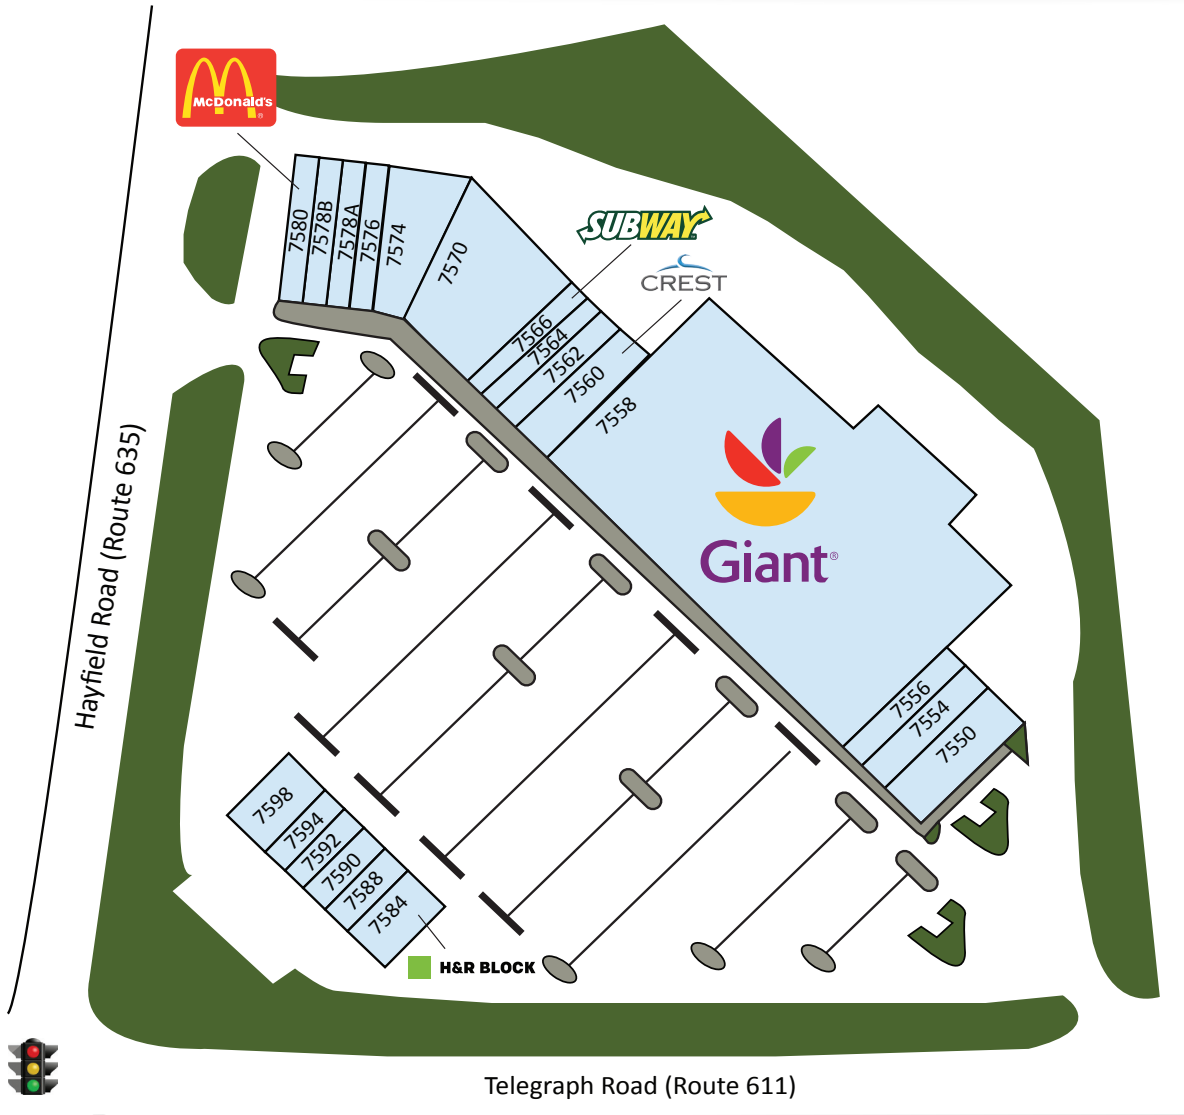 McDonald's
®
7580
7578B
7578A
7576
7574
7570
SUBWAY
CREST
7566
7564
7562
7560
7558
Giant®
7556
7554
7550
Hayfield Road (Route 635)
7598
7594
7592
7590
7588
7584
H&R BLOCK
Telegraph Road (Route 611)